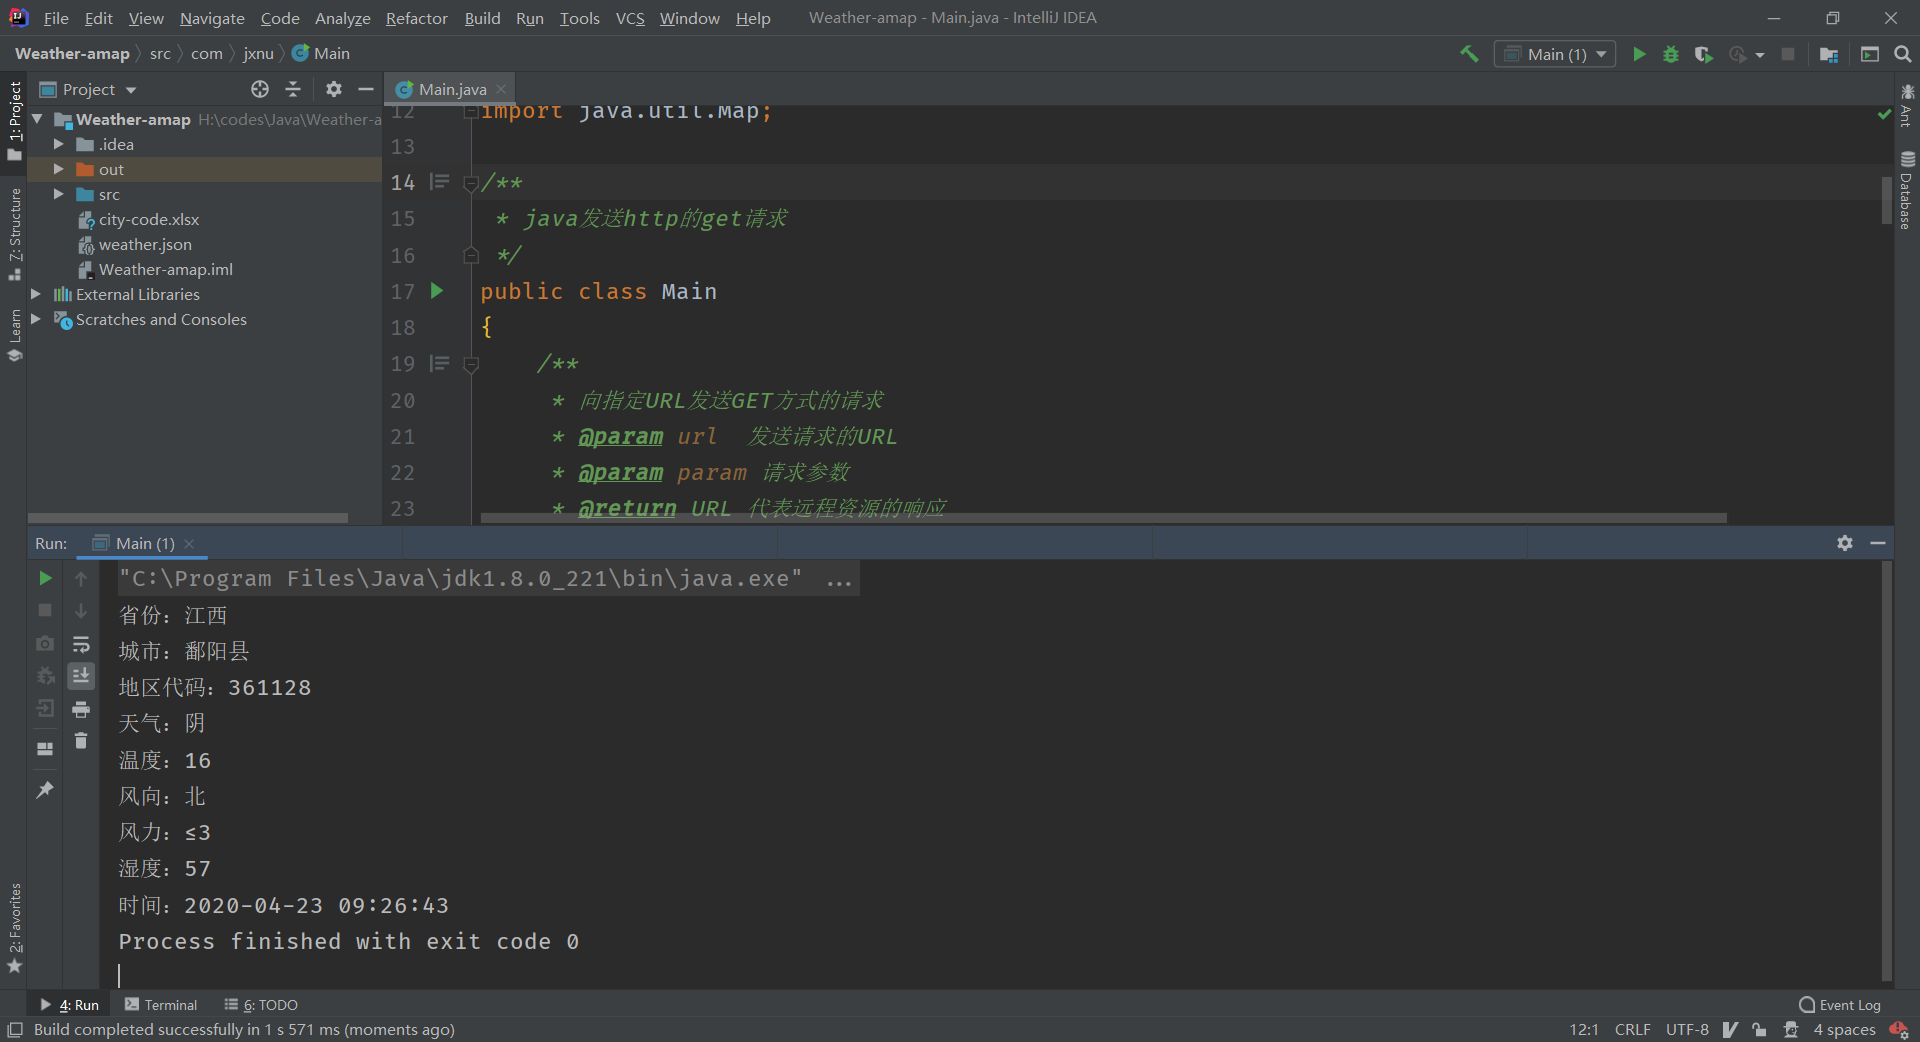 File Edit View Navigate Code Analyze Refactor Build Run Tools VCS Window Help Weather-amap - Main.java - IntelliJ IDEA
Weather-amap src com jxnu Main
Main (1)
Project
Main.java
1: Project
7: Structure
Learn
2: Favorites
Ant
Database
Weather-amap H:\codes\Java\Weather-a
.idea
out
src
city-code.xlsx
weather.json
Weather-amap.iml
External Libraries
Scratches and Consoles
12 import java.util.Map;
13
14 /**
15 * java发送http的get请求
16 */
17 public class Main
18 {
19 /**
20 * 向指定URL发送GET方式的请求
21 * @param url 发送请求的URL
22 * @param param 请求参数
23 * @return URL 代表远程资源的响应
Run: Main (1)
"C:\Program Files\Java\jdk1.8.0_221\bin\java.exe" ...
省份：江西
城市：鄱阳县
地区代码：361128
天气：阴
温度：16
风向：北
风力：≤3
湿度：57
时间：2020-04-23 09:26:43
Process finished with exit code 0
4: Run Terminal 6: TODO Event Log
Build completed successfully in 1 s 571 ms (moments ago) 12:1 CRLF UTF-8 4 spaces